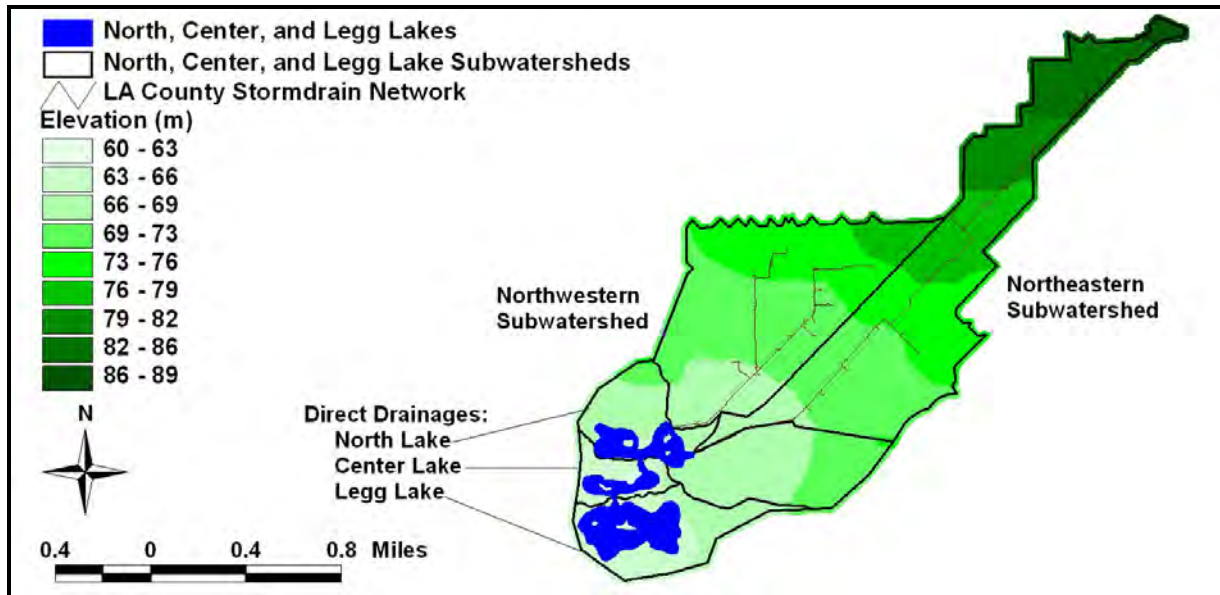 North, Center, and Legg Lakes
North, Center, and Legg Lake Subwatersheds
LA County Stormdrain Network
Elevation (m)
60 - 63
63 - 66
66 - 69
69 - 73
73 - 76
76 - 79
79 - 82
82 - 86
86 - 89
Northwestern
Subwatershed
Northeastern
Subwatershed
Direct Drainages:
North Lake
Center Lake
Legg Lake
N
0.4 0 0.4 0.8 Miles